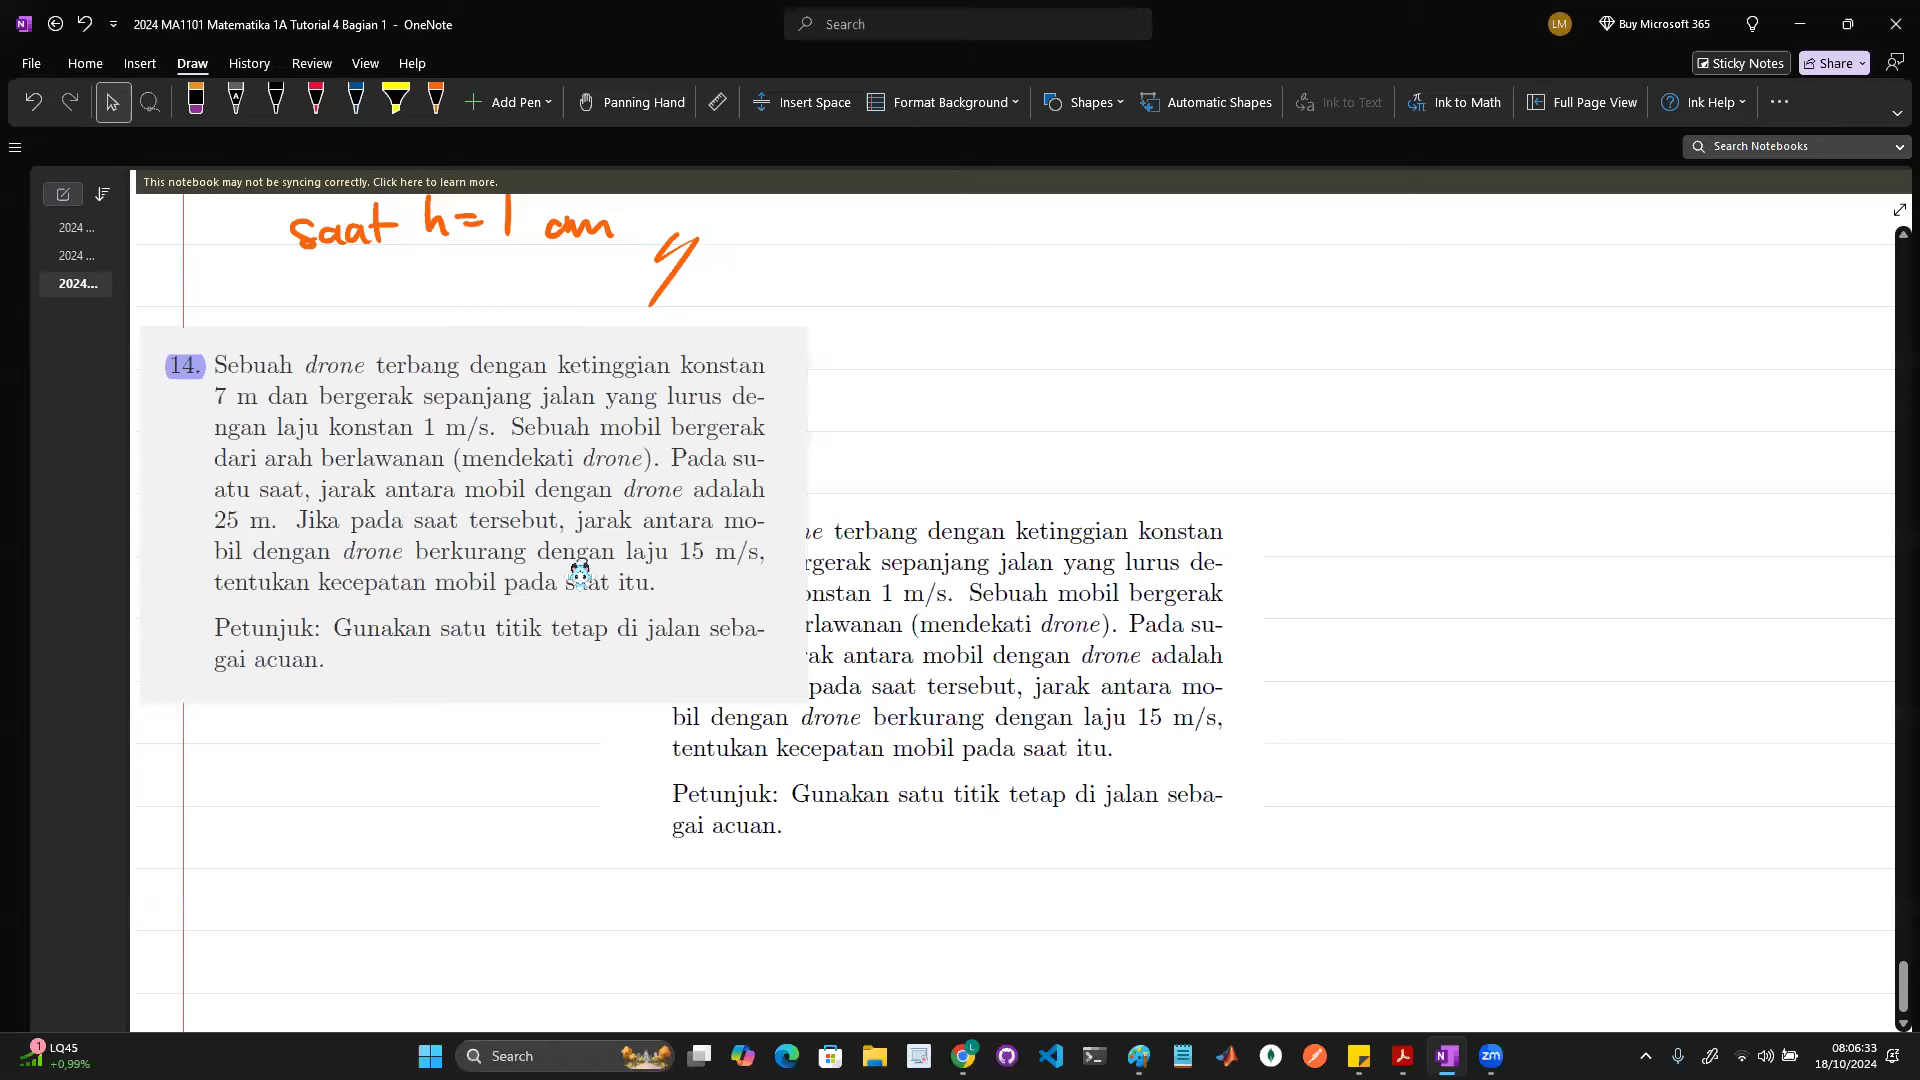 2024 MA1101 Matematika 1A Tutorial 4 Bagian 1 - OneNote
Search
LM
Buy Microsoft 365
File Home Insert Draw History Review View Help
Sticky Notes
Share
Add Pen
Panning Hand
Insert Space
Format Background
Shapes
Automatic Shapes
Ink to Text
Ink to Math
Full Page View
Ink Help
Search Notebooks
This notebook may not be syncing correctly. Click here to learn more.
2024 ...
2024 ...
2024...
saat h = 1 am
14. Sebuah drone terbang dengan ketinggian konstan
7 m dan bergerak sepanjang jalan yang lurus de-
ngan laju konstan 1 m/s. Sebuah mobil bergerak
dari arah berlawanan (mendekati drone). Pada su-
atu saat, jarak antara mobil dengan drone adalah
25 m. Jika pada saat tersebut, jarak antara mo-
bil dengan drone berkurang dengan laju 15 m/s,
tentukan kecepatan mobil pada saat itu.
Petunjuk: Gunakan satu titik tetap di jalan seba-
gai acuan.
ne terbang dengan ketinggian konstan
rgerak sepanjang jalan yang lurus de-
onstan 1 m/s. Sebuah mobil bergerak
rlawanan (mendekati drone). Pada su-
ak antara mobil dengan drone adalah
pada saat tersebut, jarak antara mo-
bil dengan drone berkurang dengan laju 15 m/s,
tentukan kecepatan mobil pada saat itu.
Petunjuk: Gunakan satu titik tetap di jalan seba-
gai acuan.
1
LQ45
+0,99%
Search
08:06:33
18/10/2024